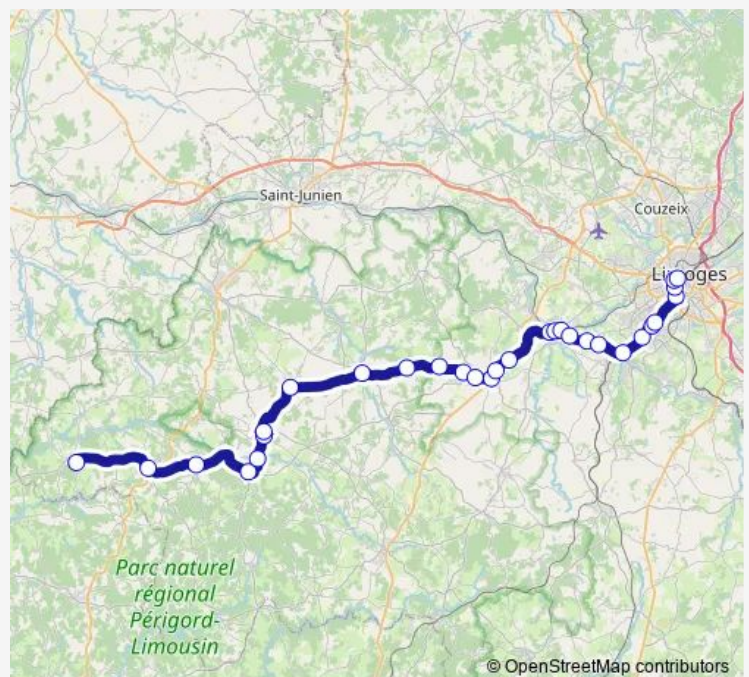 Saint-Junien
Couzeix
Limoges
Parc naturel
régional
Périgord-
Limousin
© OpenStreetMap contributors